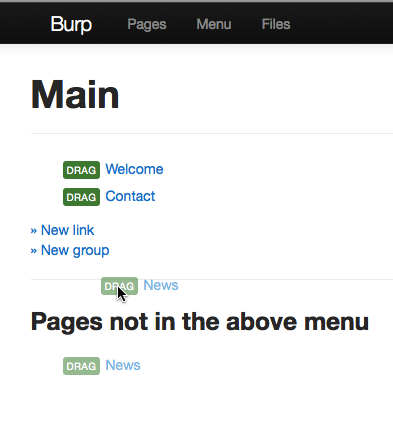 Burp Pages Menu Files
Main
DRAG Welcome
DRAG Contact
» New link
» New group
DRAG News
Pages not in the above menu
DRAG News